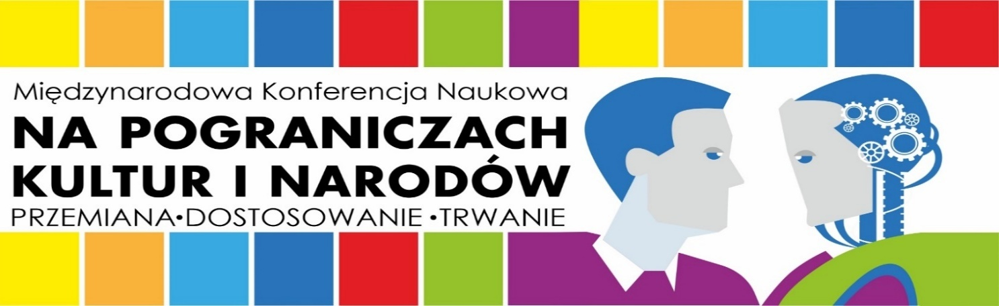 Międzynarodowa Konferencja Naukowa
NA POGRANICZACH
KULTUR I NARODÓW
PRZEMIANA•DOSTOSOWANIE •TRWANIE